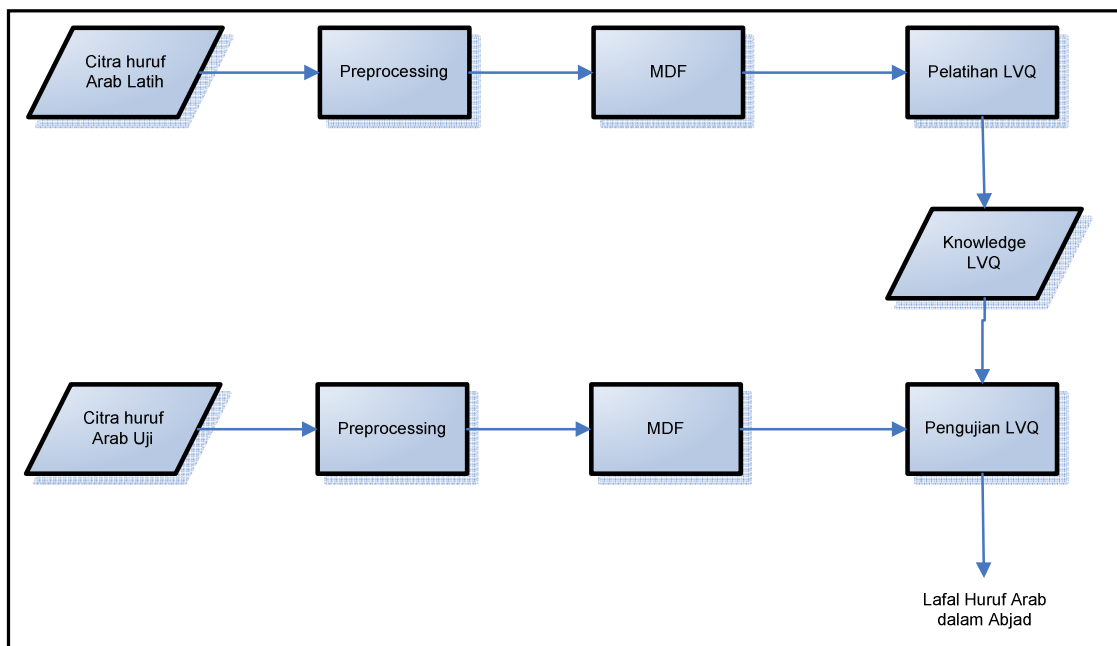 Citra huruf
Arab Latih
Preprocessing
MDF
Pelatihan LVQ
Knowledge
LVQ
Citra huruf
Arab Uji
Preprocessing
MDF
Pengujian LVQ
Lafal Huruf Arab
dalam Abjad